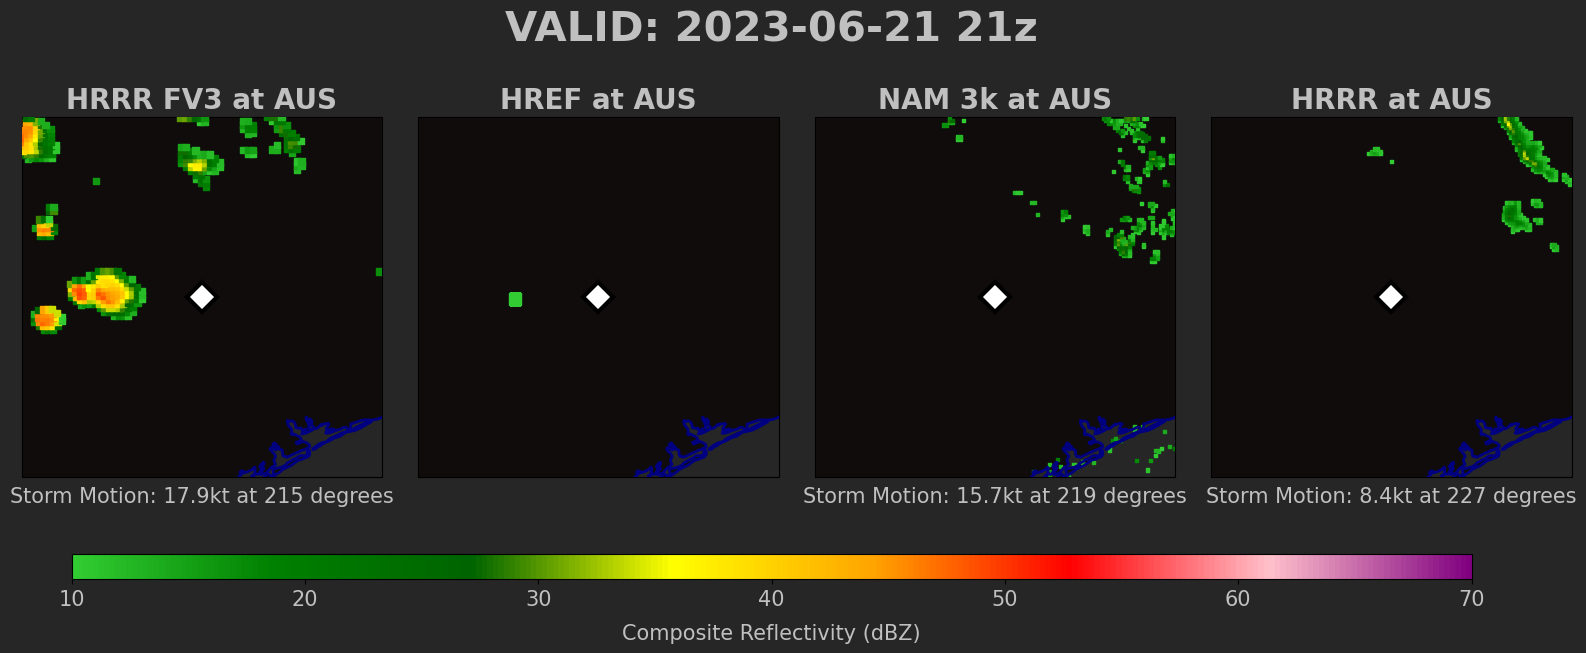 VALID: 2023-06-21 21z
HRRR FV3 at AUS
HREF at AUS
NAM 3k at AUS
HRRR at AUS
Storm Motion: 17.9kt at 215 degrees
Storm Motion: 15.7kt at 219 degrees
Storm Motion: 8.4kt at 227 degrees
10 20 30 40 50 60 70
Composite Reflectivity (dBZ)